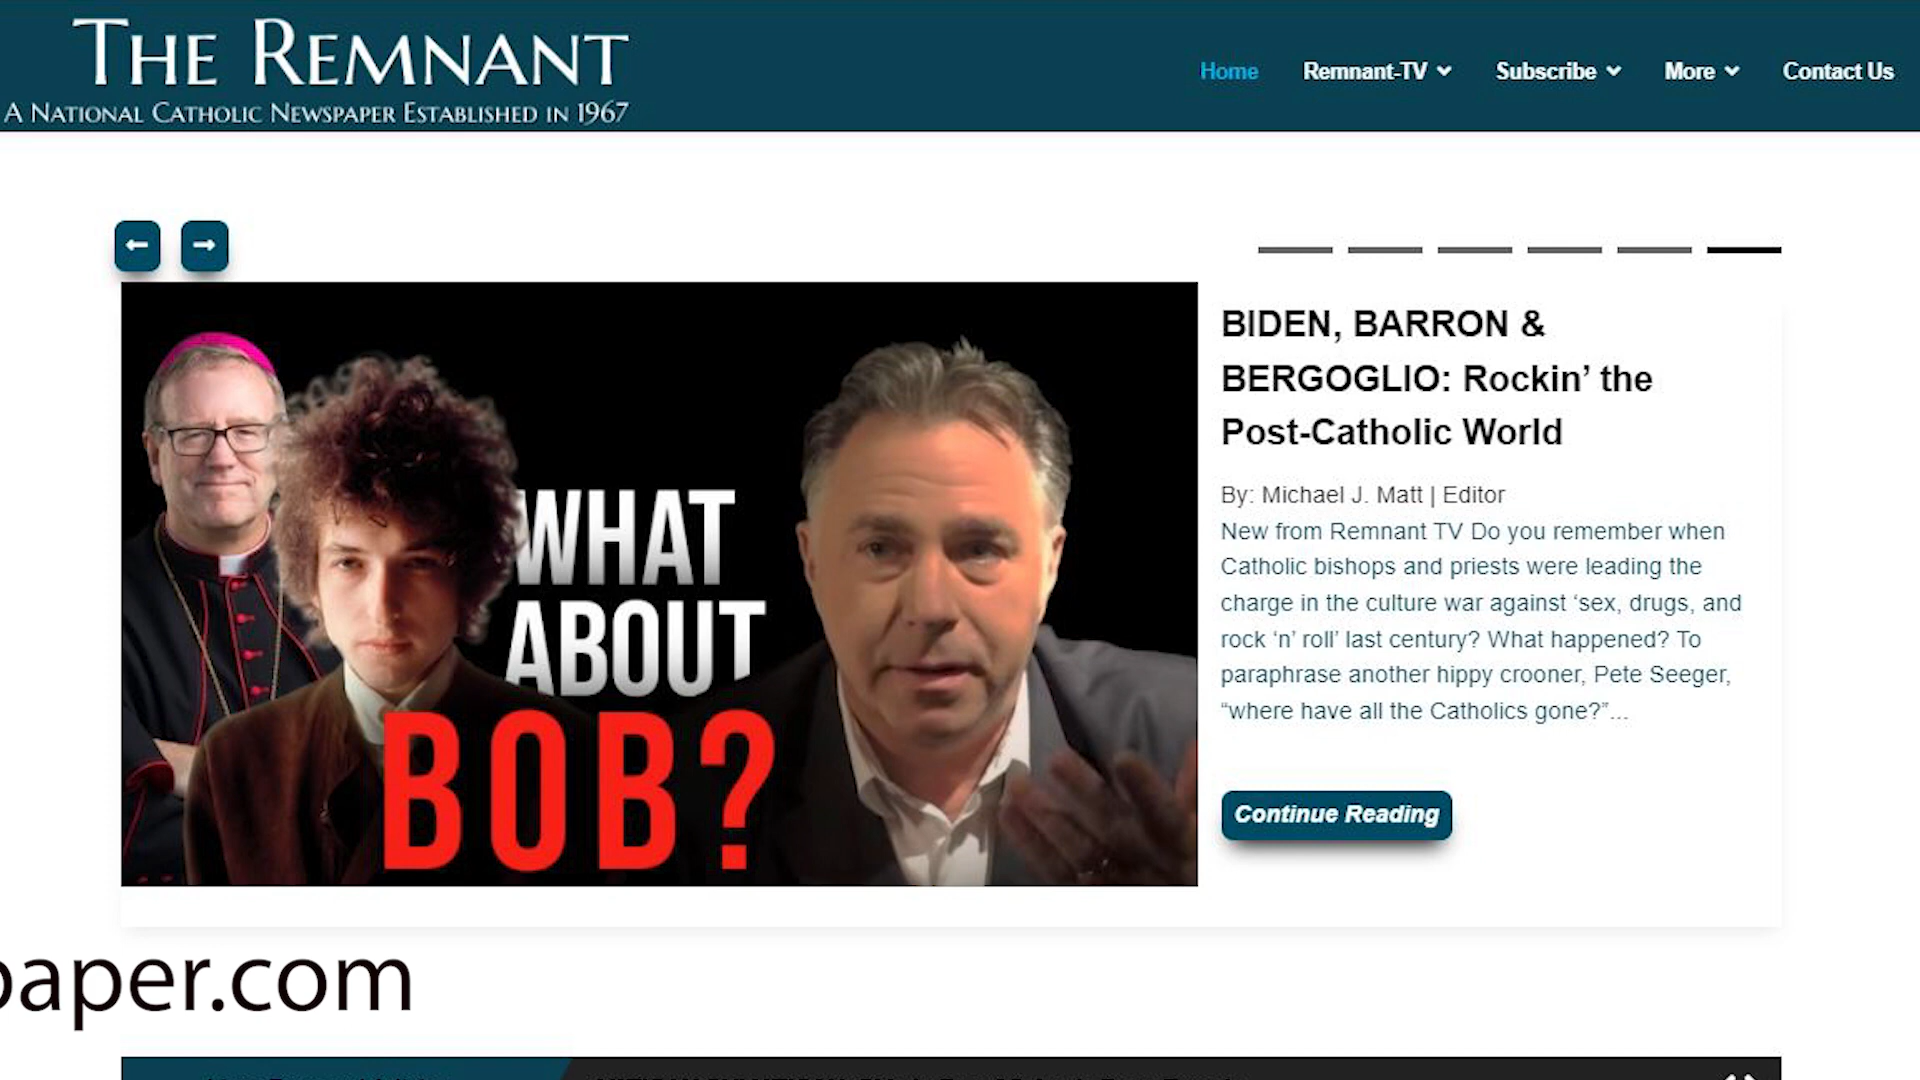 THE REMNANT
A NATIONAL CATHOLIC NEWSPAPER ESTABLISHED IN 1967
Home Remnant-TV Subscribe More Contact Us
WHAT
ABOUT
BOB?
BIDEN, BARRON &
BERGOGLIO: Rockin’ the
Post-Catholic World
By: Michael J. Matt | Editor
New from Remnant TV Do you remember when
Catholic bishops and priests were leading the
charge in the culture war against ‘sex, drugs, and
rock ‘n’ roll’ last century? What happened? To
paraphrase another hippy crooner, Pete Seeger,
“where have all the Catholics gone?”...
Continue Reading
paper.com